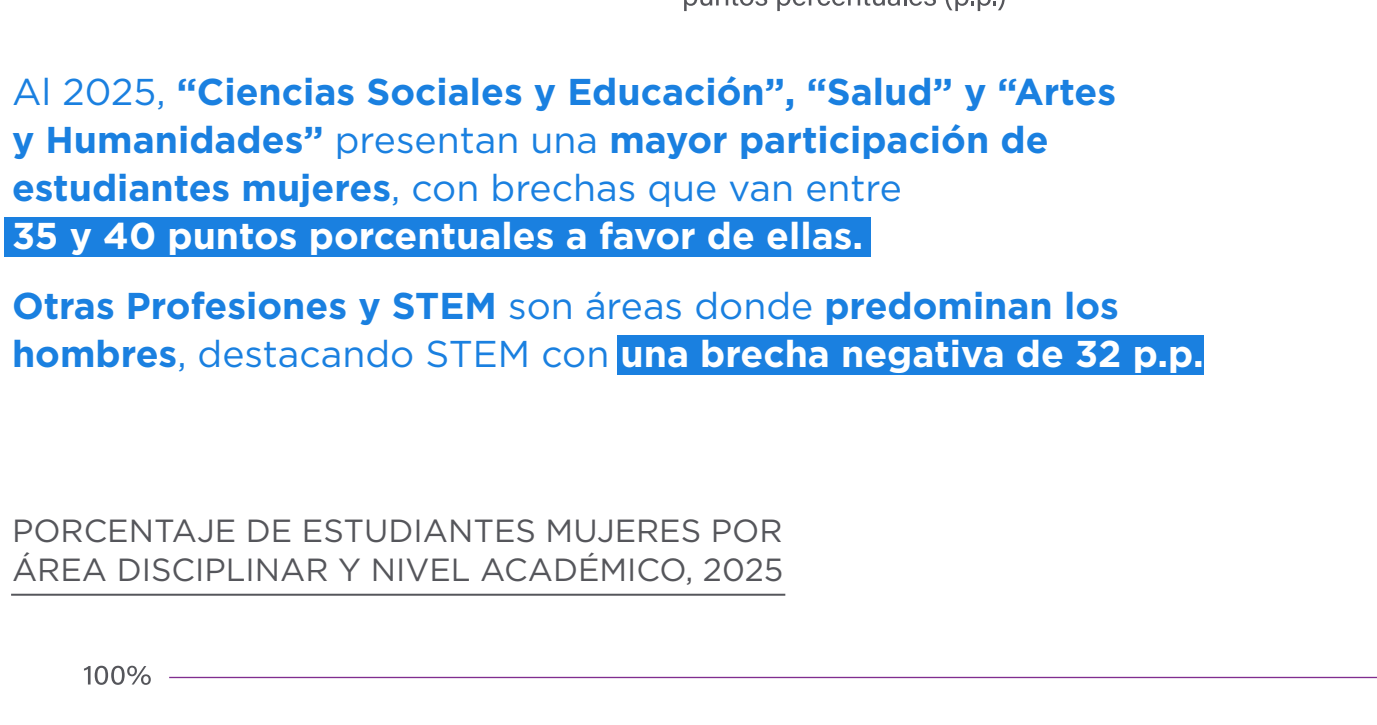 puntos percentuales (p.p.)
Al 2025, “Ciencias Sociales y Educación”, “Salud” y “Artes
y Humanidades” presentan una mayor participación de
estudiantes mujeres, con brechas que van entre
35 y 40 puntos porcentuales a favor de ellas.
Otras Profesiones y STEM son áreas donde predominan los
hombres, destacando STEM con una brecha negativa de 32 p.p.
PORCENTAJE DE ESTUDIANTES MUJERES POR
ÁREA DISCIPLINAR Y NIVEL ACADÉMICO, 2025
100%